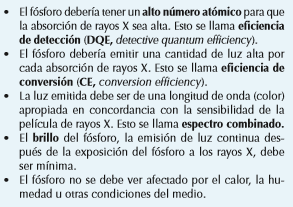 • El fósforo debería tener un alto número atómico para que
la absorción de rayos X sea alta. Esto se llama eficiencia
de detección (DQE, detective quantum efficiency).
• El fósforo debería emitir una cantidad de luz alta por
cada absorción de rayos X. Esto se llama eficiencia de
conversión (CE, conversion efficiency).
• La luz emitida debe ser de una longitud de onda (color)
apropiada en concordancia con la sensibilidad de la
película de rayos X. Esto se llama espectro combinado.
• El brillo del fósforo, la emisión de luz continua des-
pués de la exposición del fósforo a los rayos X, debe
ser mínima.
• El fósforo no se debe ver afectado por el calor, la hu-
medad u otras condiciones del medio.